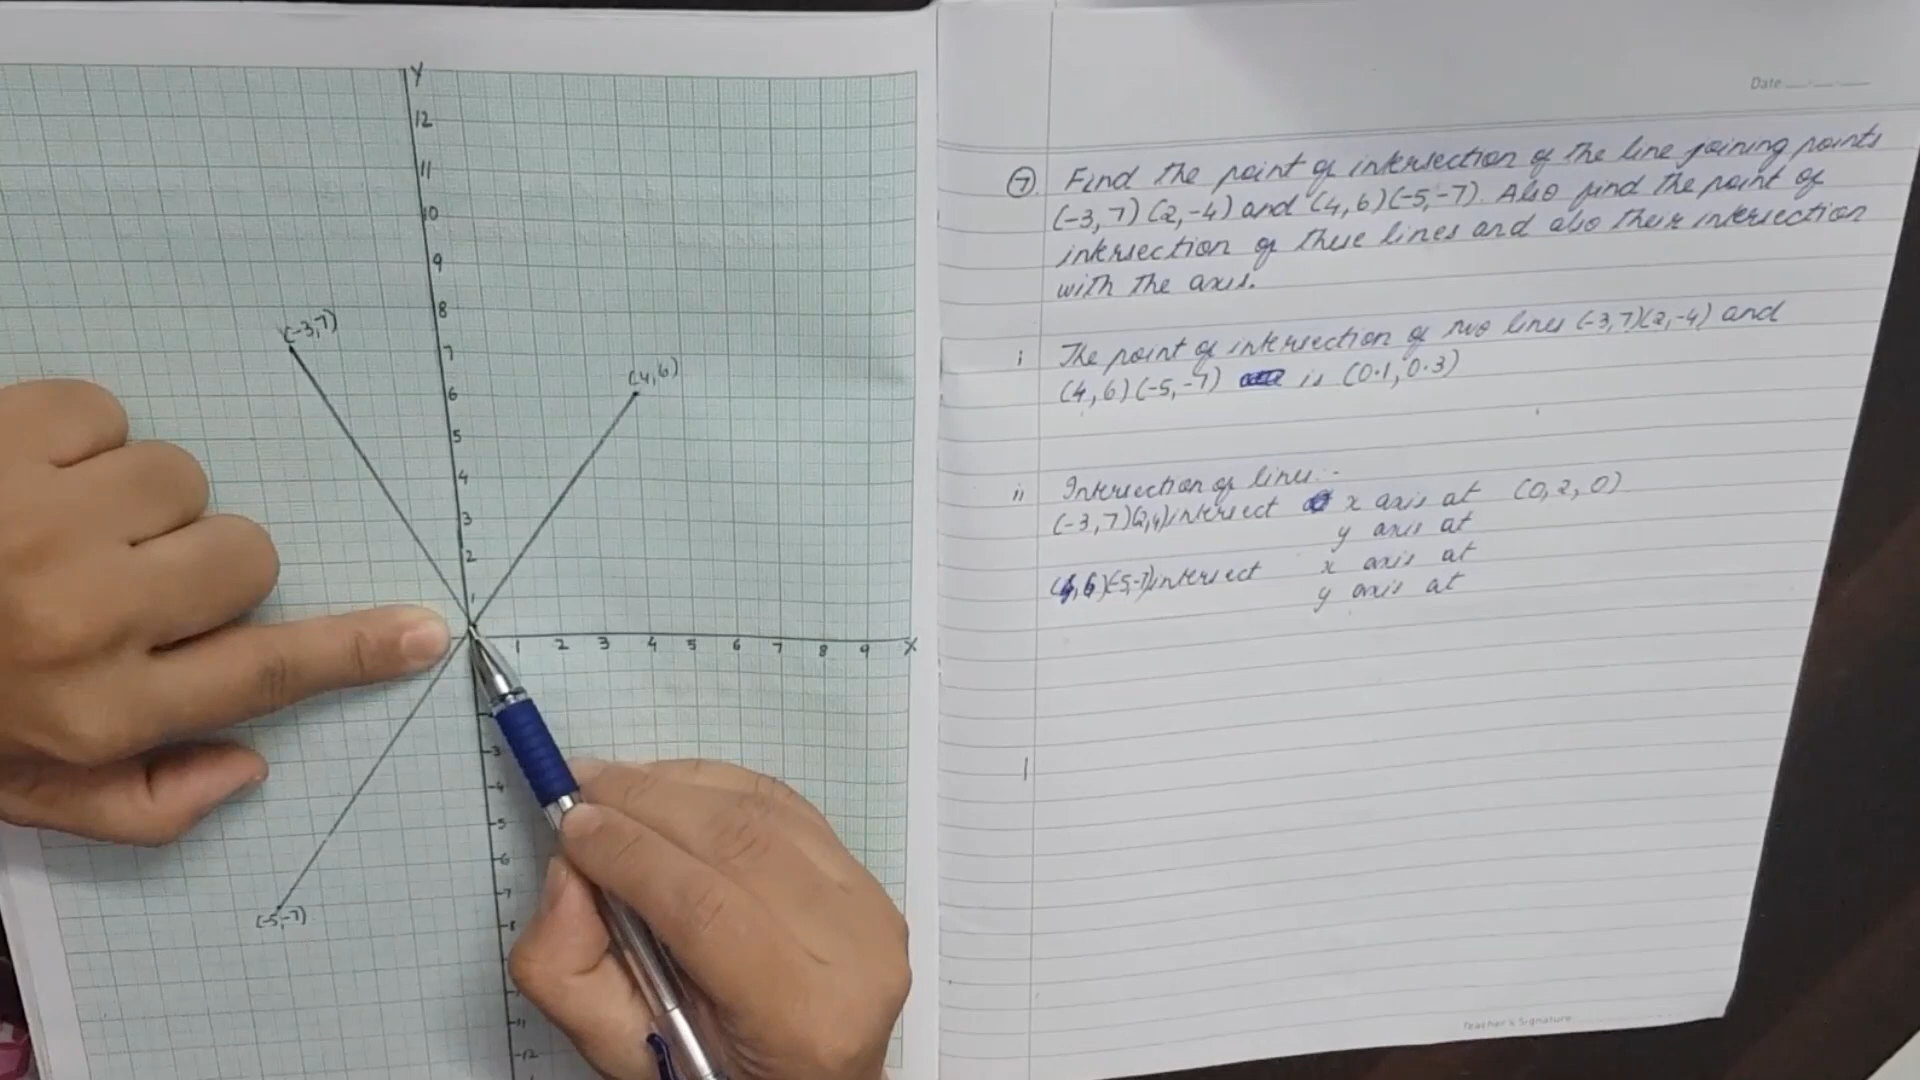 Y
12
11
10
9
8
7
6
5
4
3
2
1
(-3,7)
(4,6)
1 2 3 4 5 6 7 8 9 X
-3
-4
-5
-6
-7
-8
-11
-12
(-5,-7)
Date
⑦ Find the point of intersection of the line joining points
(-3,7) (2,-4) and (4,6) (-5,-7). Also find the point of
intersection of these lines and also their intersection
with the axis.
i The point of intersection of two lines (-3,7)(2,-4) and
(4,6)(-5,-7) is (0.1,0.3)
ii Intersection of lines:-
(-3,7)(2,4) intersect x axis at (0,2,0)
y axis at
(4,6)(-5-7) intersect x axis at
y axis at
Teacher's Signature